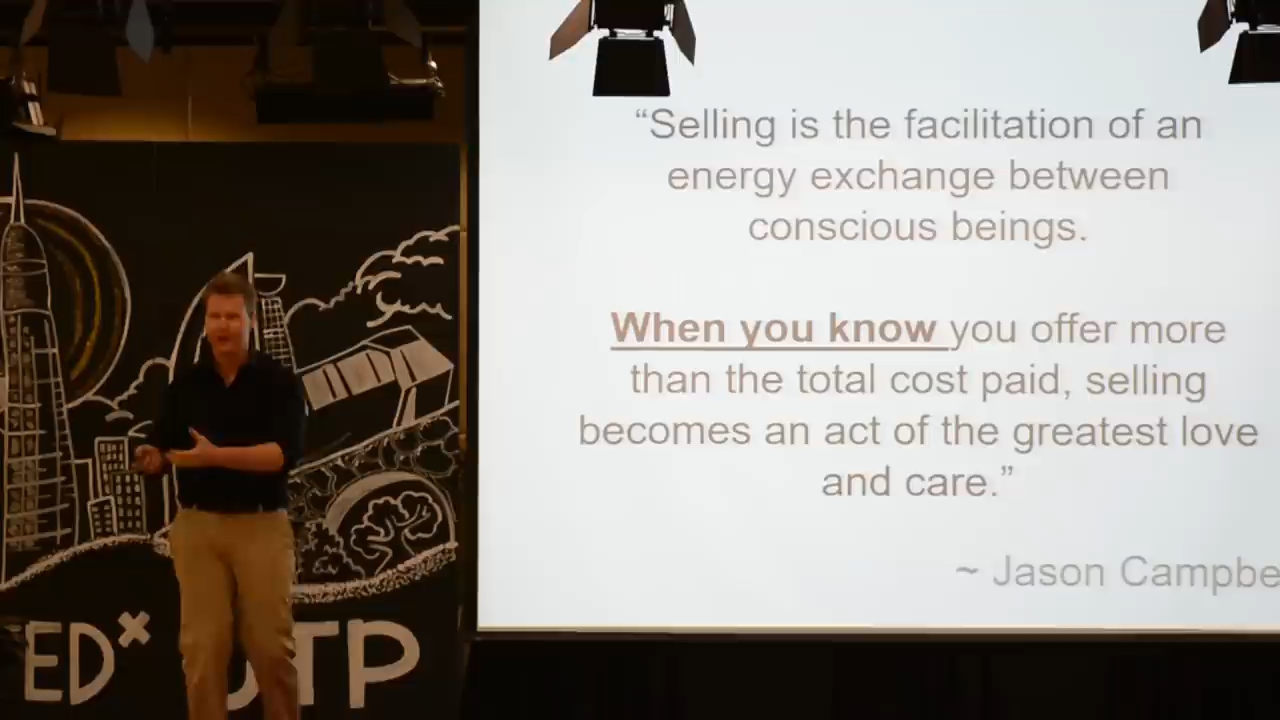 “Selling is the facilitation of an
energy exchange between
conscious beings.
When you know you offer more
than the total cost paid, selling
becomes an act of the greatest love
and care.”
~ Jason Campbe
ED×
TP